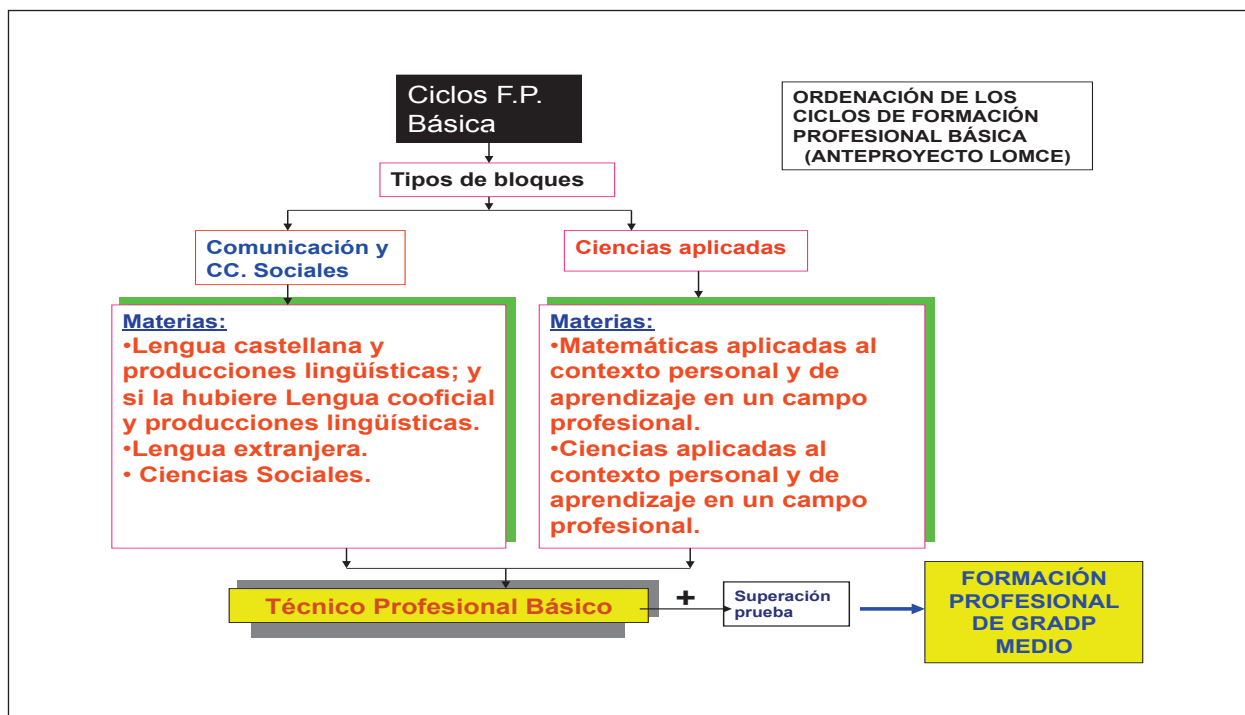 Ciclos F.P.
Básica
ORDENACIÓN DE LOS
CICLOS DE FORMACIÓN
PROFESIONAL BÁSICA
(ANTEPROYECTO LOMCE)
Tipos de bloques
Comunicación y
CC. Sociales
Ciencias aplicadas
Materias:
•Lengua castellana y
producciones lingüísticas; y
si la hubiere Lengua cooficial
y producciones lingüísticas.
•Lengua extranjera.
• Ciencias Sociales.
Materias:
•Matemáticas aplicadas al
contexto personal y de
aprendizaje en un campo
profesional.
•Ciencias aplicadas al
contexto personal y de
aprendizaje en un campo
profesional.
Técnico Profesional Básico
+
Superación
prueba
FORMACIÓN
PROFESIONAL
DE GRADP
MEDIO